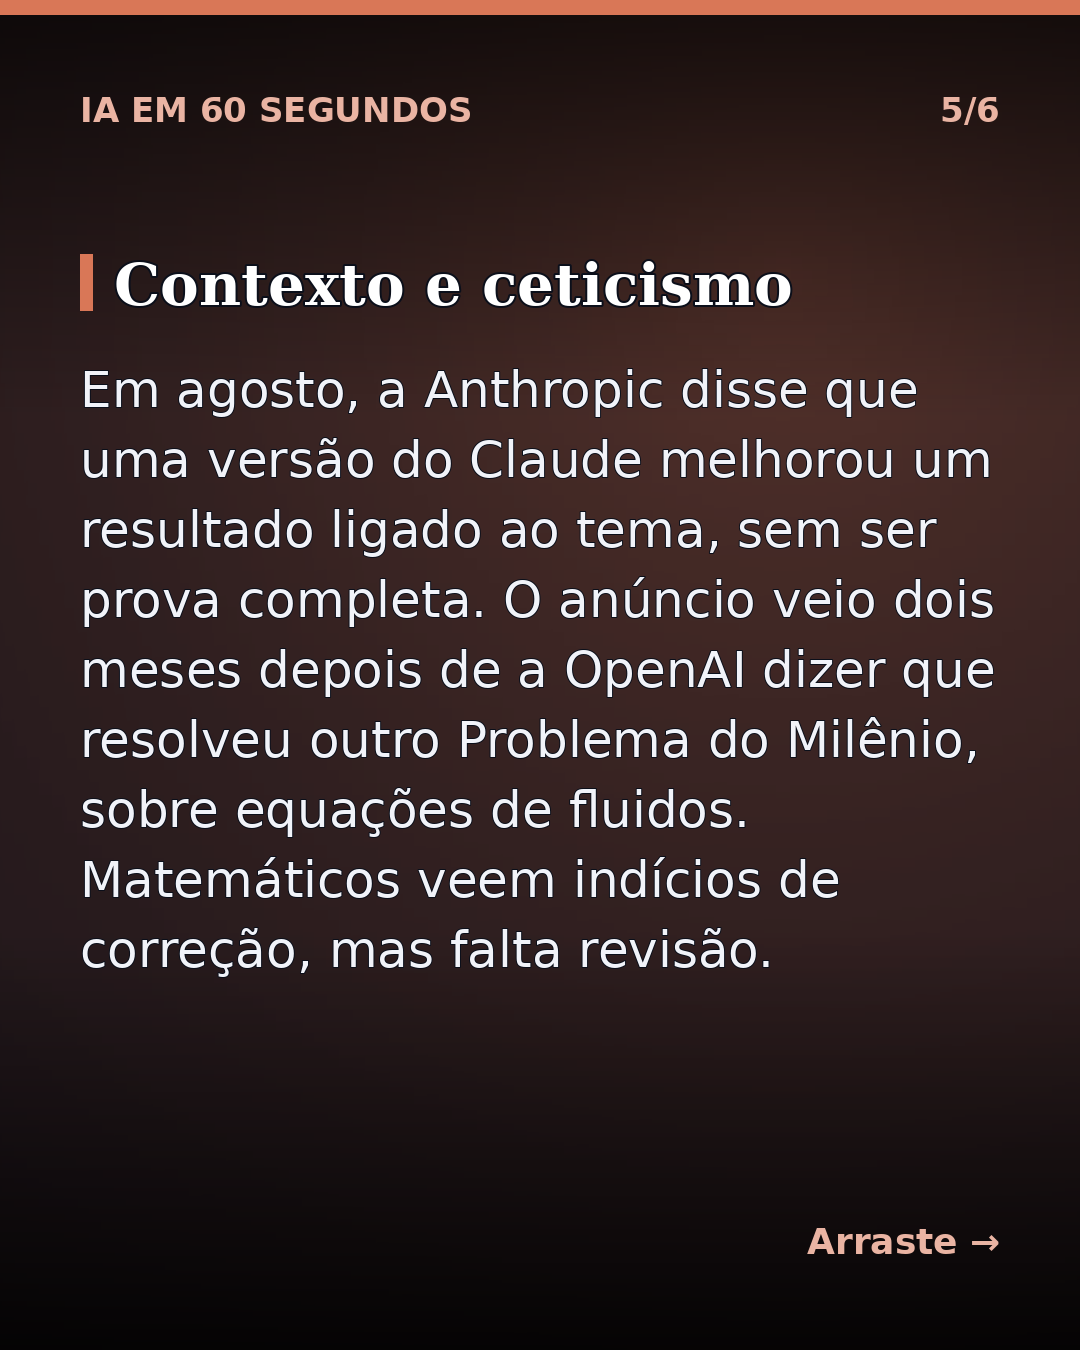 IA EM 60 SEGUNDOS
5/6
Contexto e ceticismo
Em agosto, a Anthropic disse que
uma versão do Claude melhorou um
resultado ligado ao tema, sem ser
prova completa. O anúncio veio dois
meses depois de a OpenAI dizer que
resolveu outro Problema do Milênio,
sobre equações de fluidos.
Matemáticos veem indícios de
correção, mas falta revisão.
Arraste →